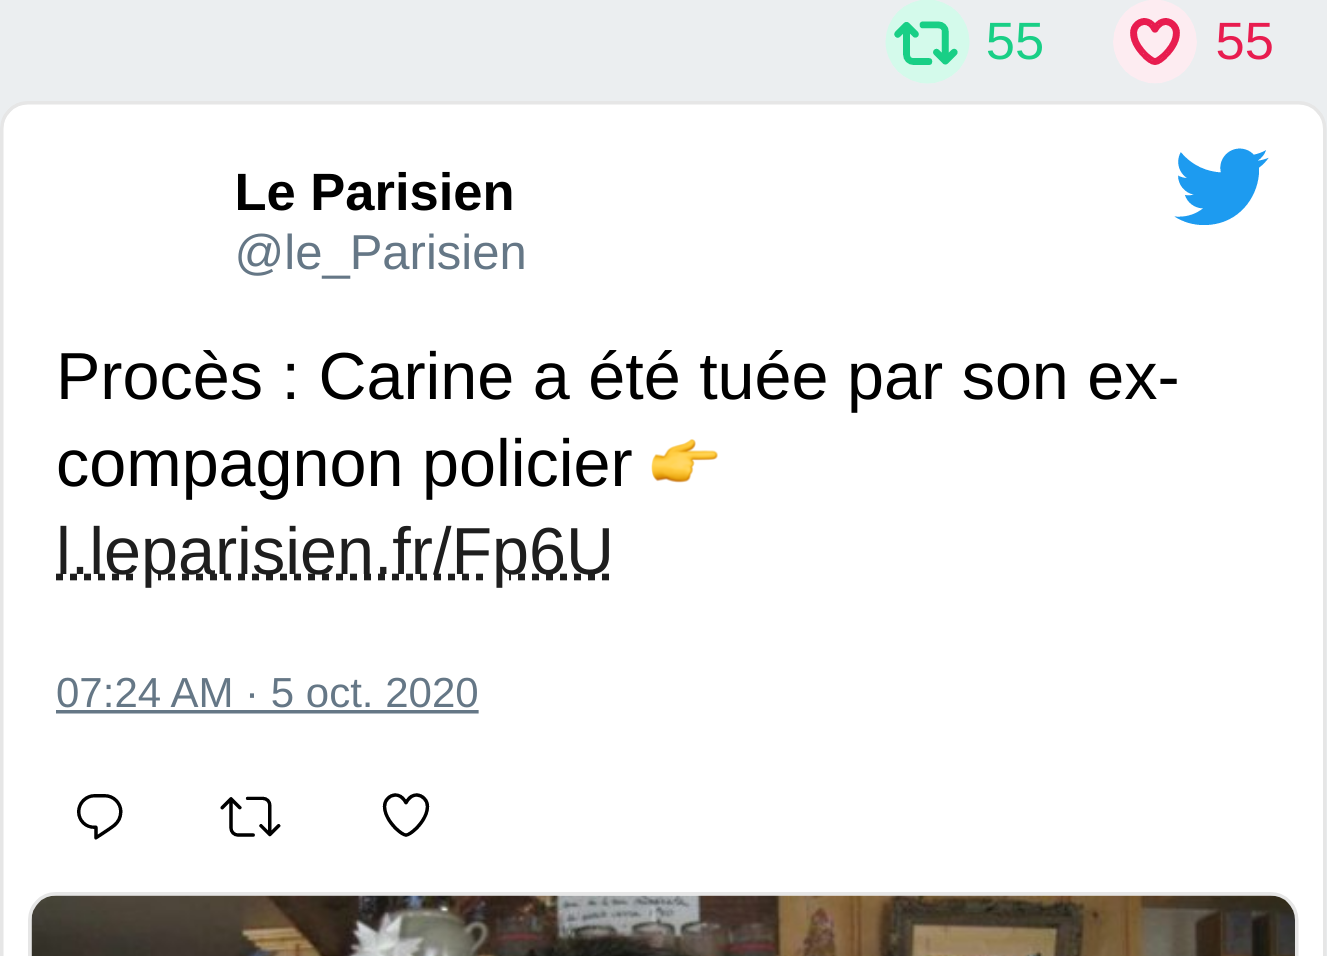 55 55
Le Parisien
@le_Parisien
Procès : Carine a été tuée par son ex-
compagnon policier 👉
l.leparisien.fr/Fp6U
07:24 AM · 5 oct. 2020